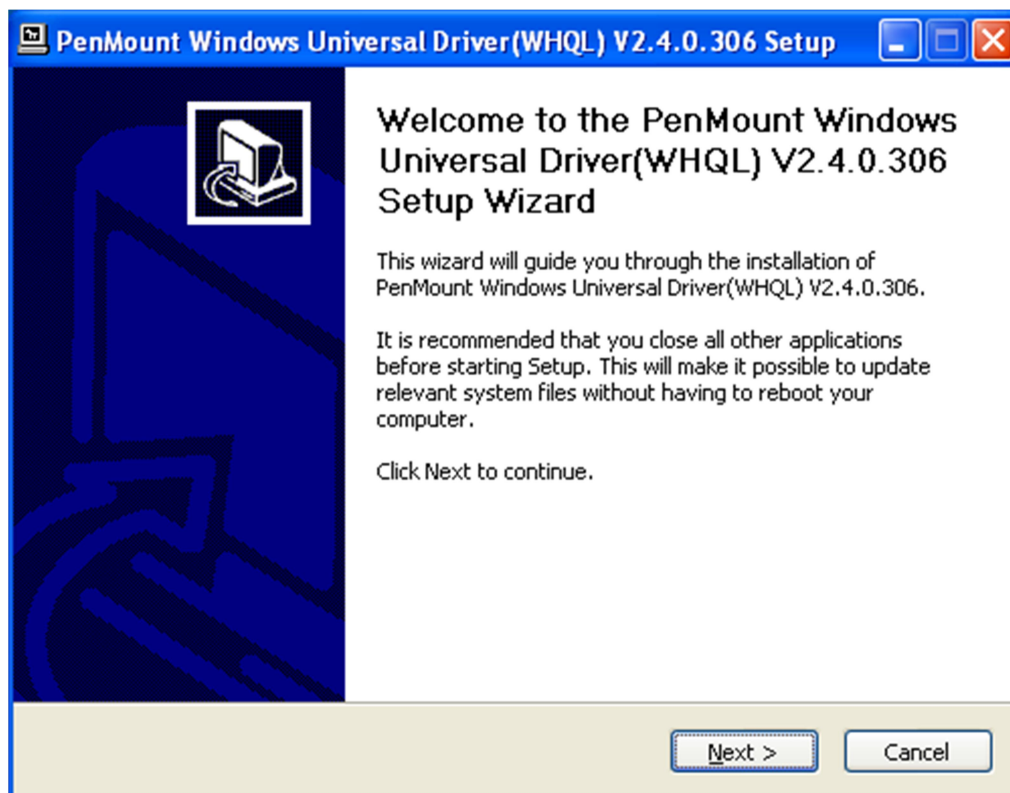 PenMount Windows Universal Driver(WHQL) V2.4.0.306 Setup
Welcome to the PenMount Windows
Universal Driver(WHQL) V2.4.0.306
Setup Wizard
This wizard will guide you through the installation of
PenMount Windows Universal Driver(WHQL) V2.4.0.306.
It is recommended that you close all other applications
before starting Setup. This will make it possible to update
relevant system files without having to reboot your
computer.
Click Next to continue.
Next >
Cancel